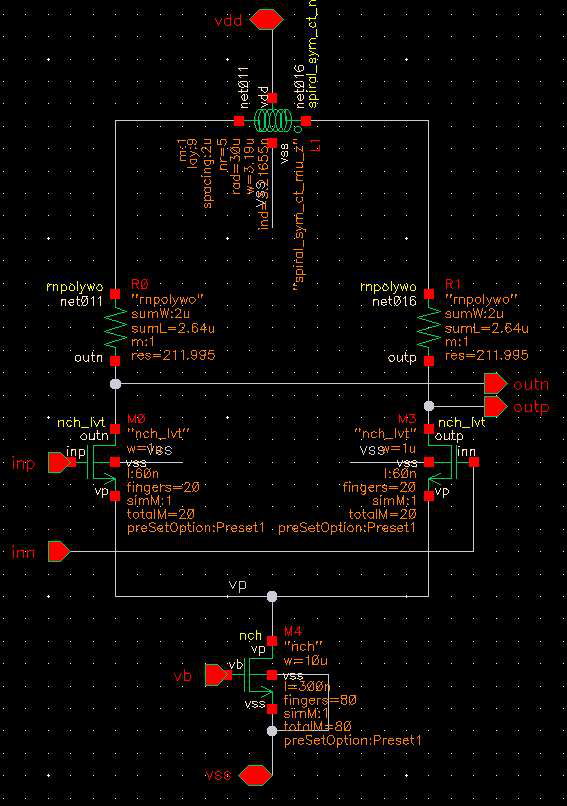 vdd
spiral_sym_ct_m
net011
vdd
net016
m:1
lay:9
spacing:2u
nr=5
rad=30u
w=3.19u
vss
vss
"spiral_sym_ct_mu_z"
L1
rnpolywo
net011
R0
"rnpolywo"
sumW:2u
sumL=2.64u
m:1
res=211.995
outn
rnpolywo
net016
R1
"rnpolywo"
sumW:2u
sumL=2.64u
m:1
res=211.995
outp
outn
outp
nch_lvt
outn
M0
"nch_lvt"
w=1u
vss
vss
l:60n
fingers=20
simM:1
totalM=20
preSetOption:Preset1
inp
inp
vp
M3
nch_lvt
outp
"nch_lvt"
w=1u
vss
vss
l:60n
fingers=20
simM:1
totalM=20
preSetOption:Preset1
inn
vp
inn
vp
nch
vp
M4
"nch"
w=10u
vb
vb
vss
l=300n
fingers=80
simM:1
totalM=80
preSetOption:Preset1
vss
vss